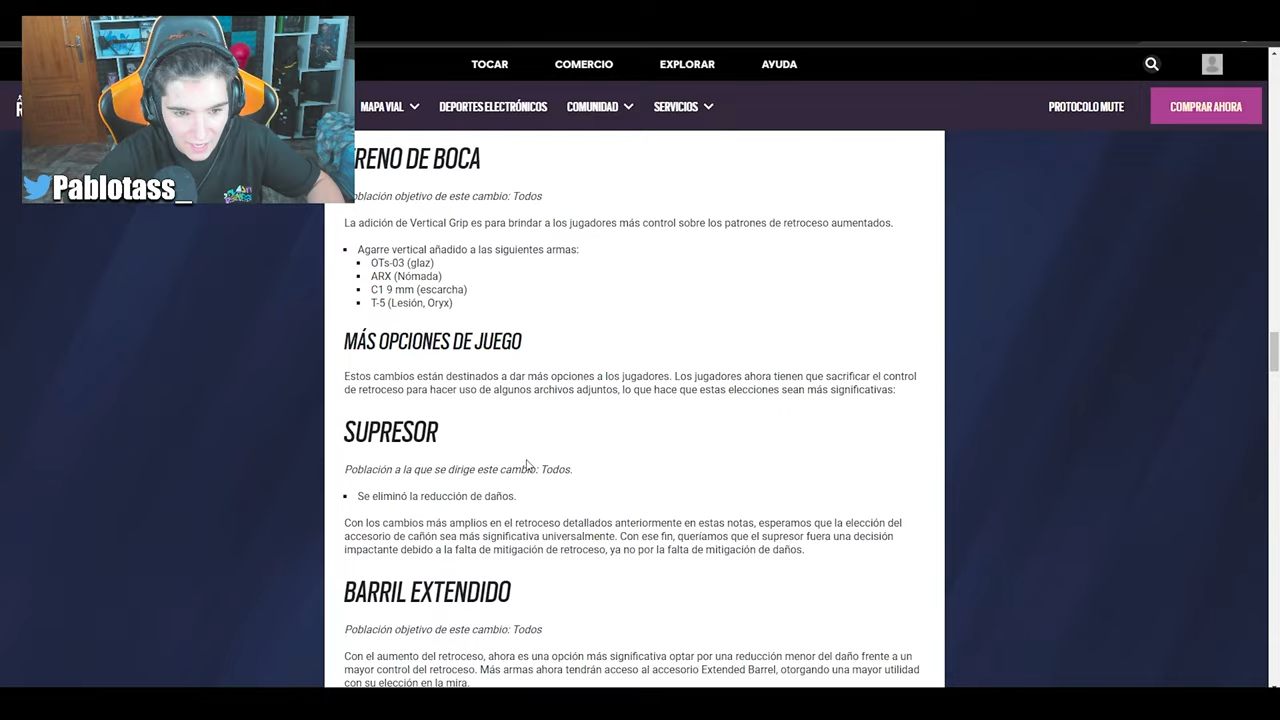 TOCAR COMERCIO EXPLORAR AYUDA
MAPA VIAL DEPORTES ELECTRÓNICOS COMUNIDAD SERVICIOS PROTOCOLO MUTE COMPRAR AHORA
Pablotass_
RENO DE BOCA
oblación objetivo de este cambio: Todos
La adición de Vertical Grip es para brindar a los jugadores más control sobre los patrones de retroceso aumentados.
Agarre vertical añadido a las siguientes armas:
OTs-03 (glaz)
ARX (Nómada)
C1 9 mm (escarcha)
T-5 (Lesión, Oryx)
MÁS OPCIONES DE JUEGO
Estos cambios están destinados a dar más opciones a los jugadores. Los jugadores ahora tienen que sacrificar el control
de retroceso para hacer uso de algunos archivos adjuntos, lo que hace que estas elecciones sean más significativas:
SUPRESOR
Población a la que se dirige este cambio: Todos.
Se eliminó la reducción de daños.
Con los cambios más amplios en el retroceso detallados anteriormente en estas notas, esperamos que la elección del
accesorio de cañón sea más significativa universalmente. Con ese fin, queríamos que el supresor fuera una decisión
impactante debido a la falta de mitigación de retroceso, ya no por la falta de mitigación de daños.
BARRIL EXTENDIDO
Población objetivo de este cambio: Todos
Con el aumento del retroceso, ahora es una opción más significativa optar por una reducción menor del daño frente a un
mayor control del retroceso. Más armas ahora tendrán acceso al accesorio Extended Barrel, otorgando una mayor utilidad
con su elección en la mira.